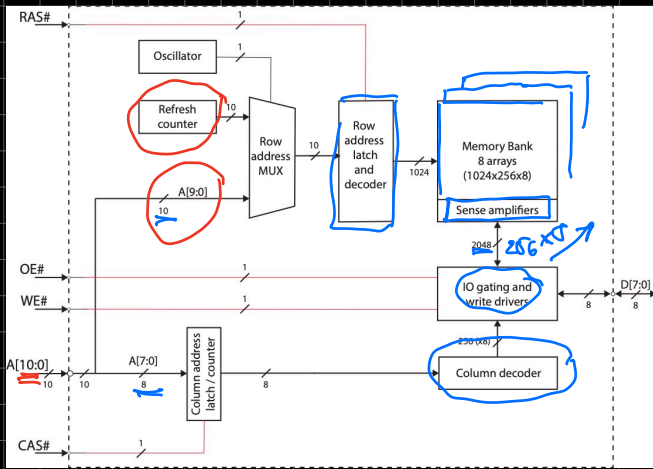 RAS#
1
Oscillator
1
Refresh
counter
10
Row
address
MUX
10
Row
address
latch
and
decoder
1024
Memory Bank
8 arrays
(1024x256x8)
Sense amplifiers
A[9:0]
10
2048
256 x8
OE#
1
WE#
1
IO gating and
write drivers
8
D[7:0]
8
256 (x8)
A[10:0]
10
10
A[7:0]
8
Column address
latch / counter
8
Column decoder
CAS#
1